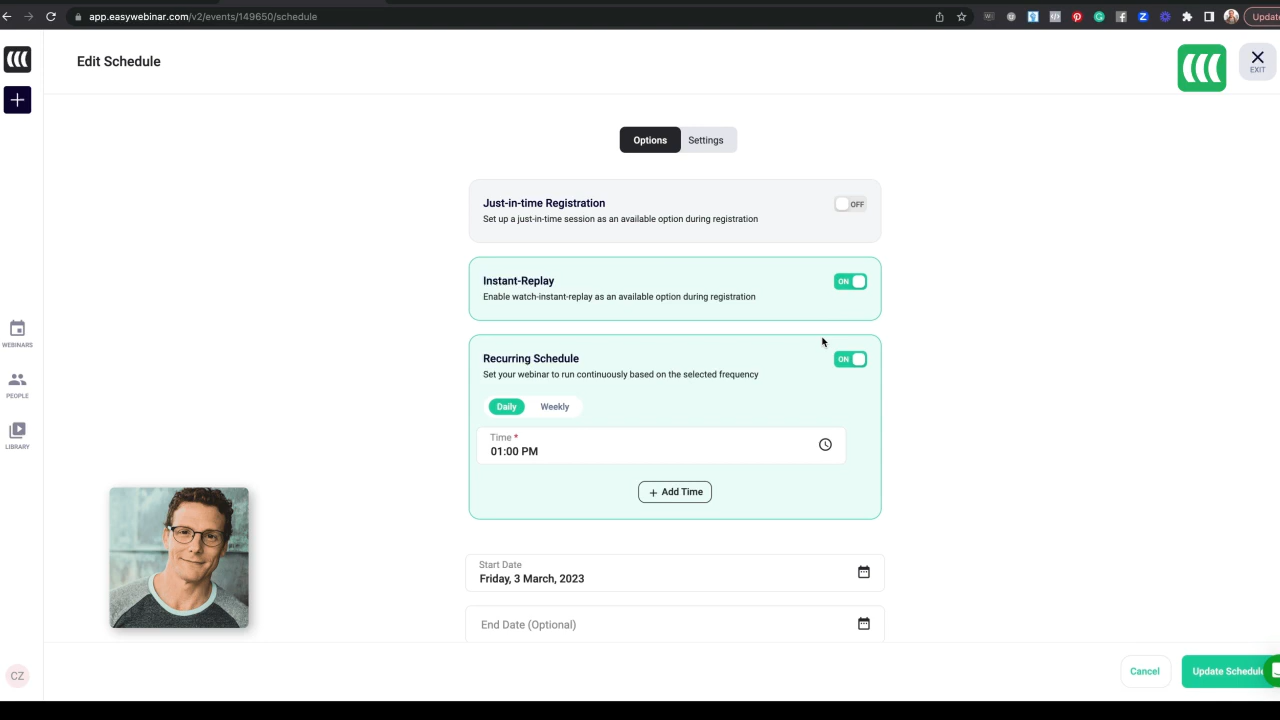 app.easywebinar.com/v2/events/149650/schedule
Update
Edit Schedule
EXIT
Options
Settings
Just-in-time Registration
OFF
Set up a just-in-time session as an available option during registration
Instant-Replay
ON
Enable watch-instant-replay as an available option during registration
Recurring Schedule
ON
Set your webinar to run continuously based on the selected frequency
Daily
Weekly
Time *
01:00 PM
+ Add Time
Start Date
Friday, 3 March, 2023
End Date (Optional)
WEBINARS
PEOPLE
LIBRARY
CZ
Cancel
Update Schedule